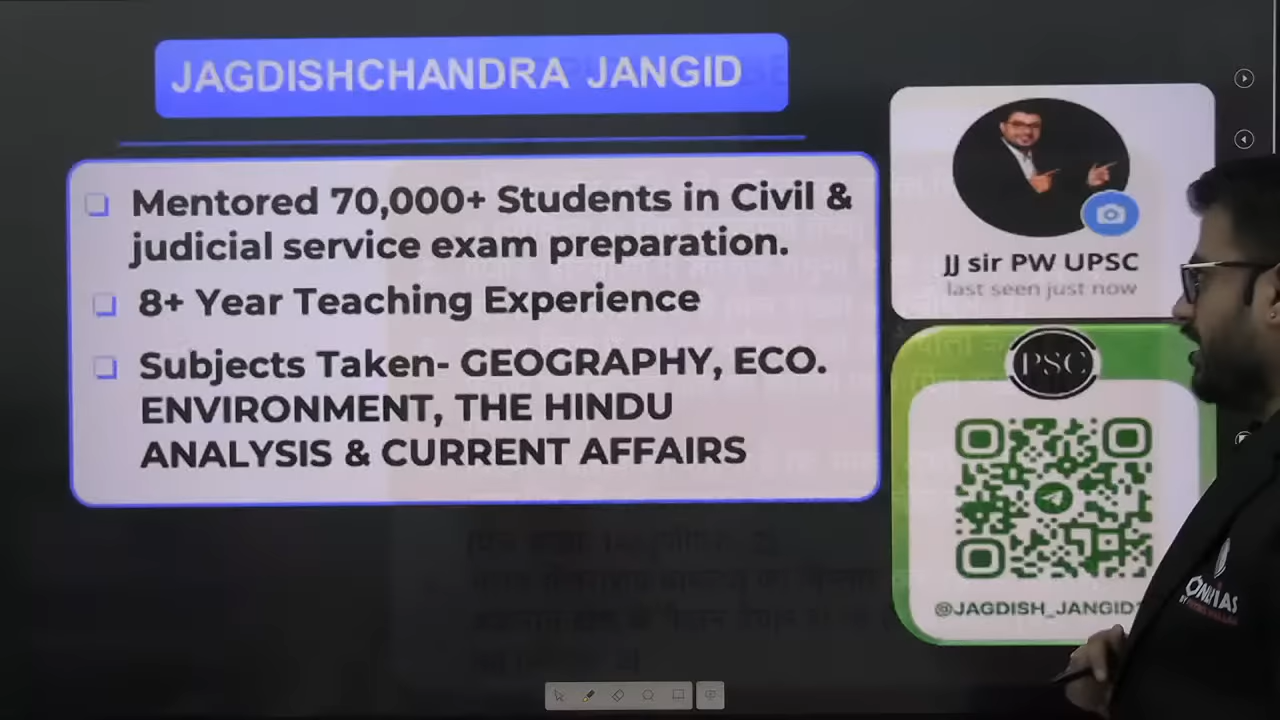 JAGDISHCHANDRA JANGID
Mentored 70,000+ Students in Civil &
judicial service exam preparation.
8+ Year Teaching Experience
Subjects Taken- GEOGRAPHY, ECO.
ENVIRONMENT, THE HINDU
ANALYSIS & CURRENT AFFAIRS
JJ sir PW UPSC
last seen just now
PSC
@JAGDISH_JANGID
ONLYIAS